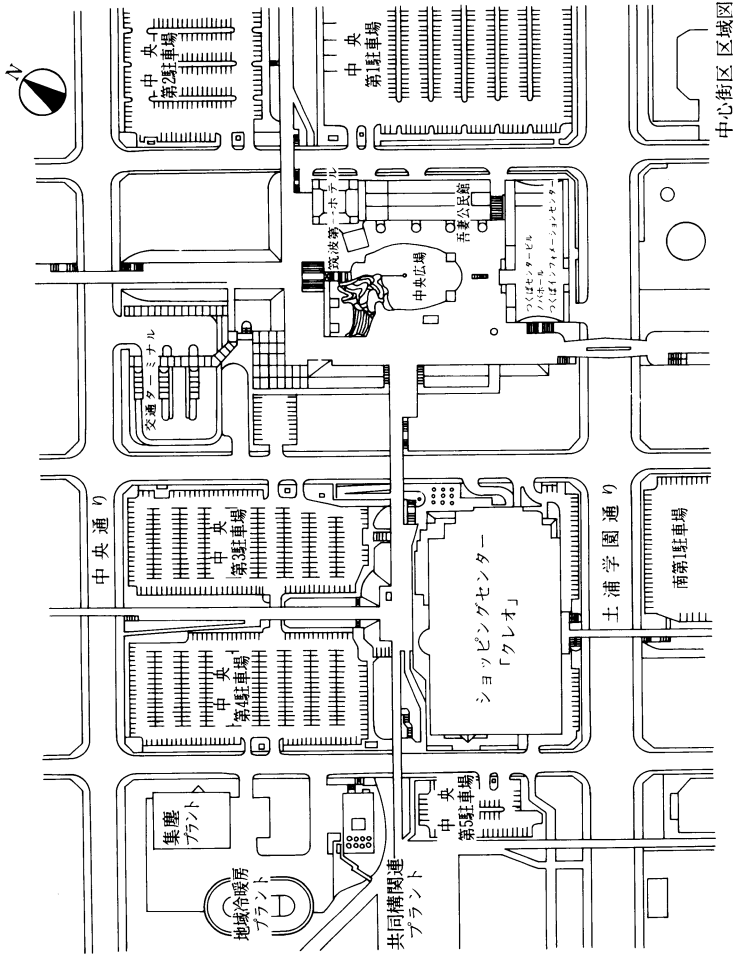 中心街区 区域図
N
中央
第2駐車場
中央
第1駐車場
筑波第一ホテル
吾妻公民館
中央広場
つくばセンタービル
ノバホール
つくばインフォメーションセンター
交通ターミナル
中央通り
土浦学園通り
中央
第3駐車場
中央
第4駐車場
ショッピングセンター
「クレオ」
南第1駐車場
中央
第5駐車場
集塵
プラント
地域冷暖房
プラント
共同構関連
プラント